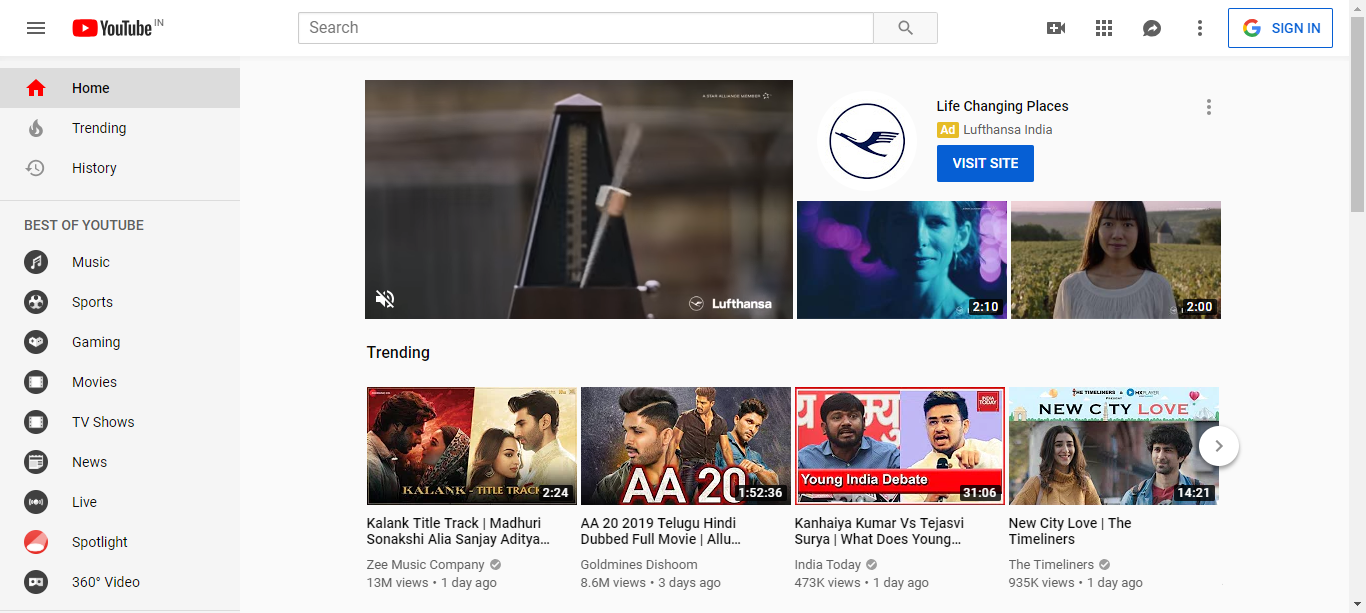 YouTube IN
Search
SIGN IN
Home
Trending
History
BEST OF YOUTUBE
Music
Sports
Gaming
Movies
TV Shows
News
Live
Spotlight
360° Video
A STAR ALLIANCE MEMBER
Lufthansa
Life Changing Places
Ad Lufthansa India
VISIT SITE
2:10
2:00
Trending
KALANK - TITLE TRACK
2:24
AA 20
1:52:36
INDIA TODAY
Young India Debate
31:06
THE TIMELINERS & MX PLAYER
NEW CITY LOVE
14:21
Kalank Title Track | Madhuri
Sonakshi Alia Sanjay Aditya...
Zee Music Company
13M views • 1 day ago
AA 20 2019 Telugu Hindi
Dubbed Full Movie | Allu...
Goldmines Dishoom
8.6M views • 3 days ago
Kanhaiya Kumar Vs Tejasvi
Surya | What Does Young...
India Today
473K views • 1 day ago
New City Love | The
Timeliners
The Timeliners
935K views • 1 day ago